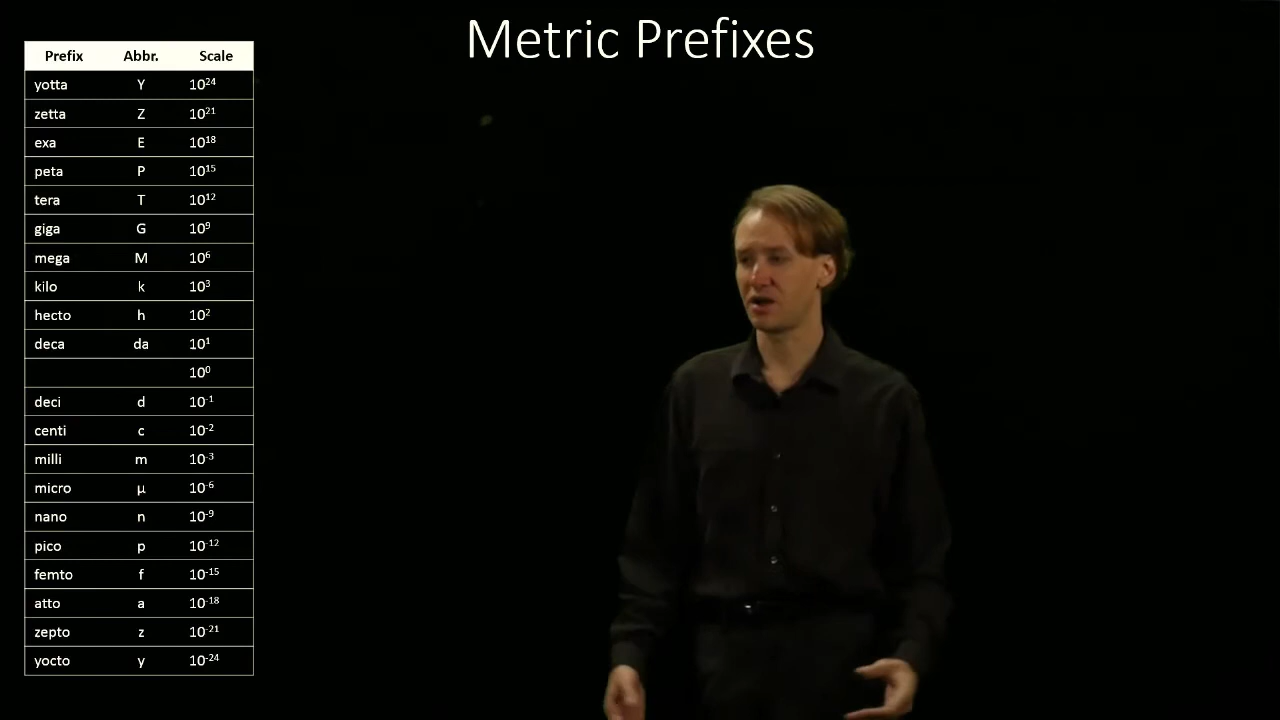 Metric Prefixes
Prefix Abbr. Scale
yotta Y 10²⁴
zetta Z 10²¹
exa E 10¹⁸
peta P 10¹⁵
tera T 10¹²
giga G 10⁹
mega M 10⁶
kilo k 10³
hecto h 10²
deca da 10¹
10⁰
deci d 10⁻¹
centi c 10⁻²
milli m 10⁻³
micro µ 10⁻⁶
nano n 10⁻⁹
pico p 10⁻¹²
femto f 10⁻¹⁵
atto a 10⁻¹⁸
zepto z 10⁻²¹
yocto y 10⁻²⁴